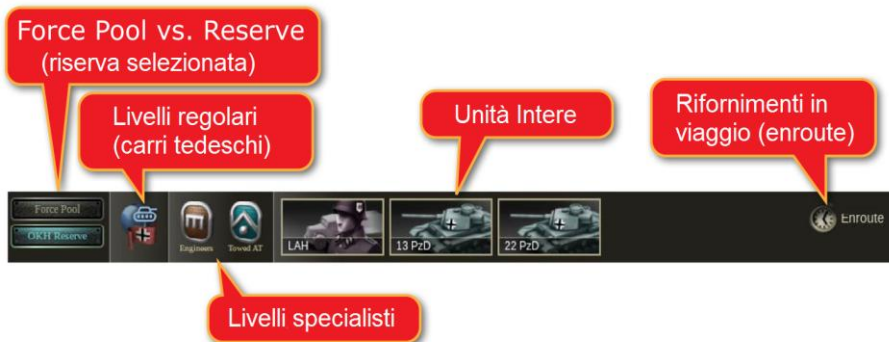 Force Pool vs. Reserve
(riserva selezionata)
Livelli regolari
(carri tedeschi)
Unità Intere
Rifornimenti in
viaggio (enroute)
Force Pool
OKH Reserve
Engineers
Towed AT
LAH
13 PzD
22 PzD
Enroute
Livelli specialisti